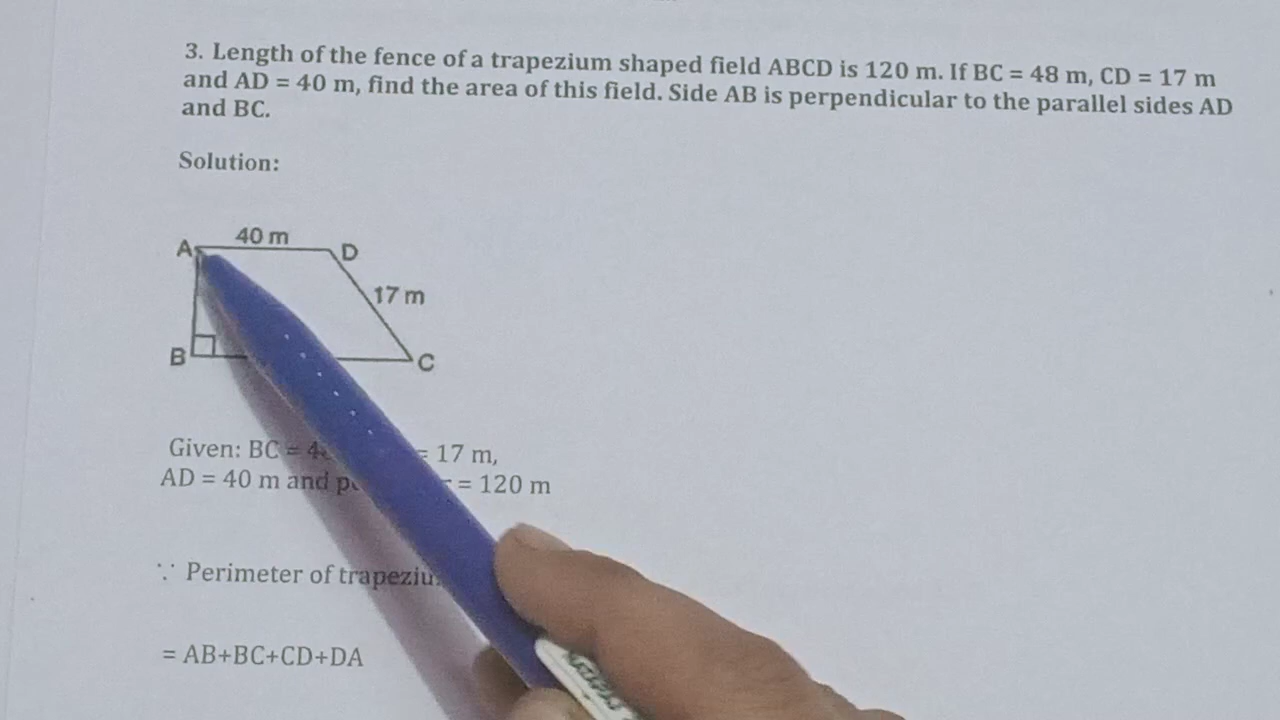 3. Length of the fence of a trapezium shaped field ABCD is 120 m. If BC = 48 m, CD = 17 m
and AD = 40 m, find the area of this field. Side AB is perpendicular to the parallel sides AD
and BC.
Solution:
40 m
A
D
17 m
B
C
Given: BC = = 17 m,
AD = 40 m and = 120 m
∵ Perimeter of
= AB+BC+CD+DA